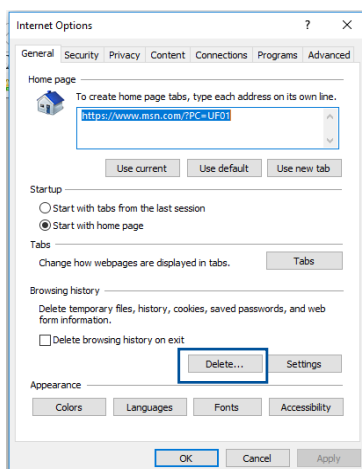 Internet Options ? X
General Security Privacy Content Connections Programs Advanced
Home page
To create home page tabs, type each address on its own line.
https://www.msn.com/?PC=UF01
Use current Use default Use new tab
Startup
Start with tabs from the last session
Start with home page
Tabs
Change how webpages are displayed in tabs. Tabs
Browsing history
Delete temporary files, history, cookies, saved passwords, and web
form information.
Delete browsing history on exit
Delete... Settings
Appearance
Colors Languages Fonts Accessibility
OK Cancel Apply